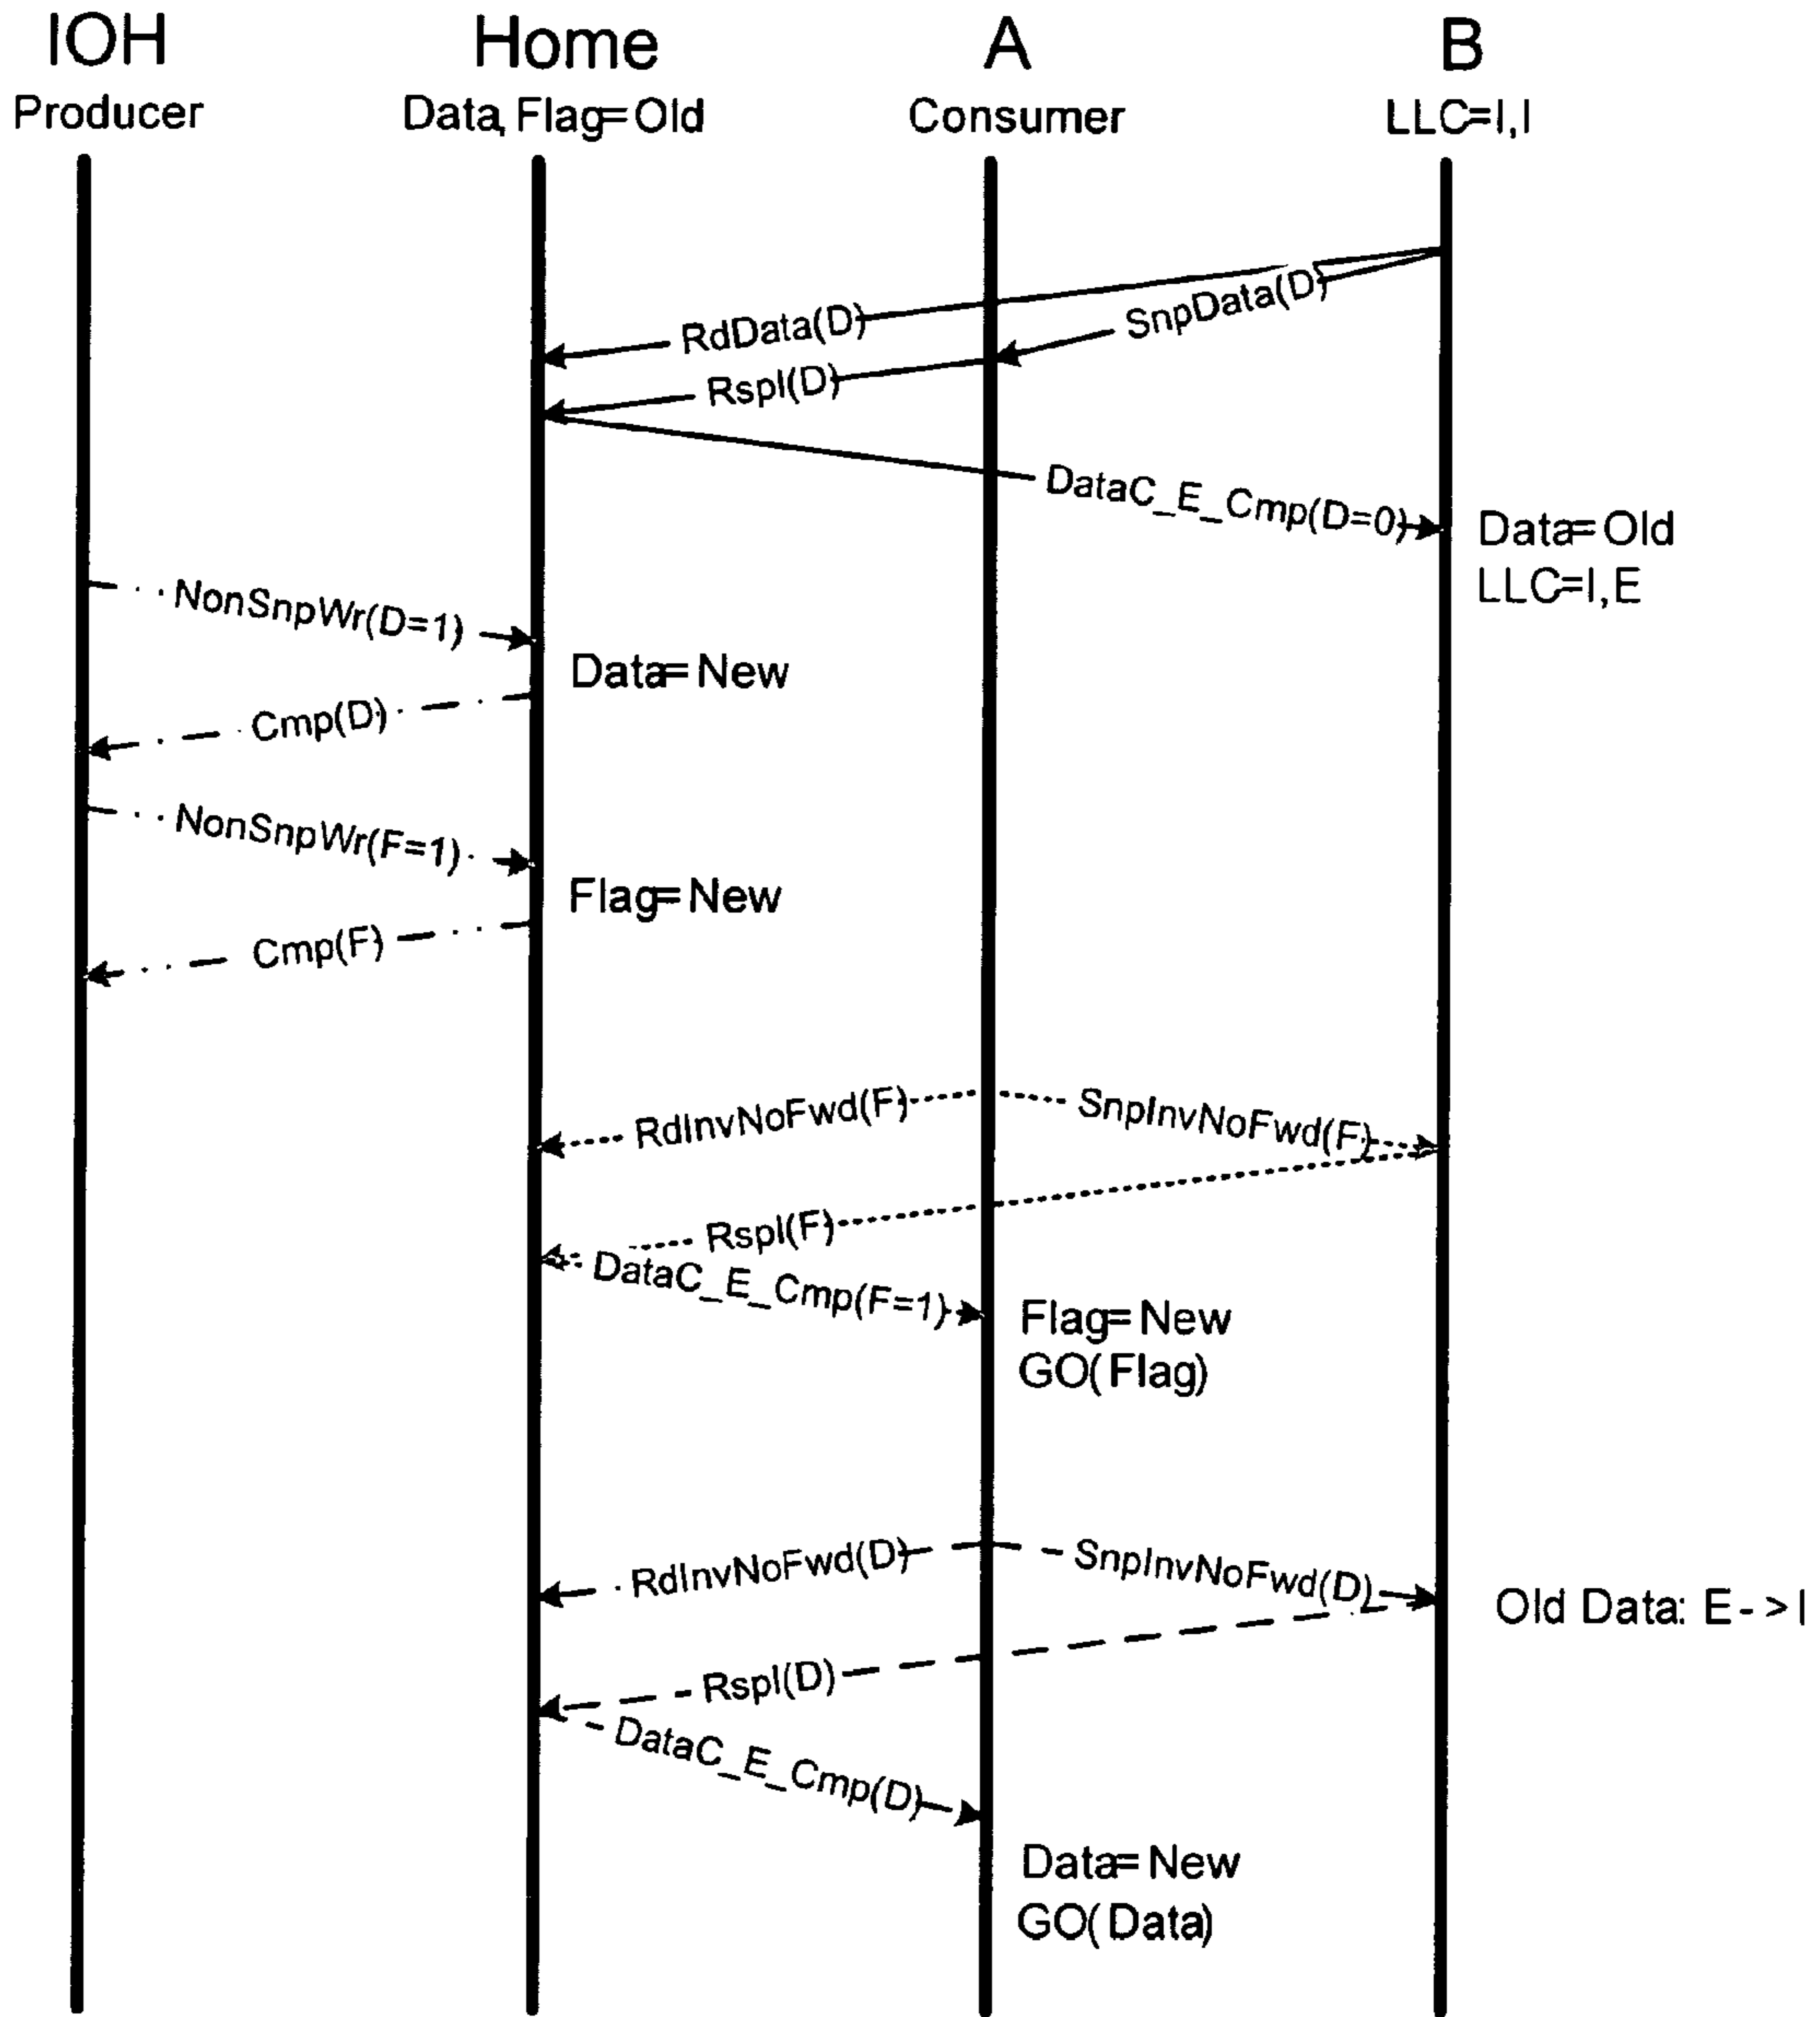 IOH
Home
A
B
Producer
Data, Flag=Old
Consumer
LLC=I,I
RdData(D)
SnpData(D)
RspI(D)
DataC_E_Cmp(D=0)
Data=Old
LLC=I,E
NonSnpWr(D=1)
Data=New
Cmp(D)
NonSnpWr(F=1)
Flag=New
Cmp(F)
RdInvNoFwd(F)
SnpInvNoFwd(F)
RspI(F)
DataC_E_Cmp(F=1)
Flag=New
GO(Flag)
RdInvNoFwd(D)
SnpInvNoFwd(D)
Old Data: E->I
RspI(D)
DataC_E_Cmp(D)
Data=New
GO(Data)